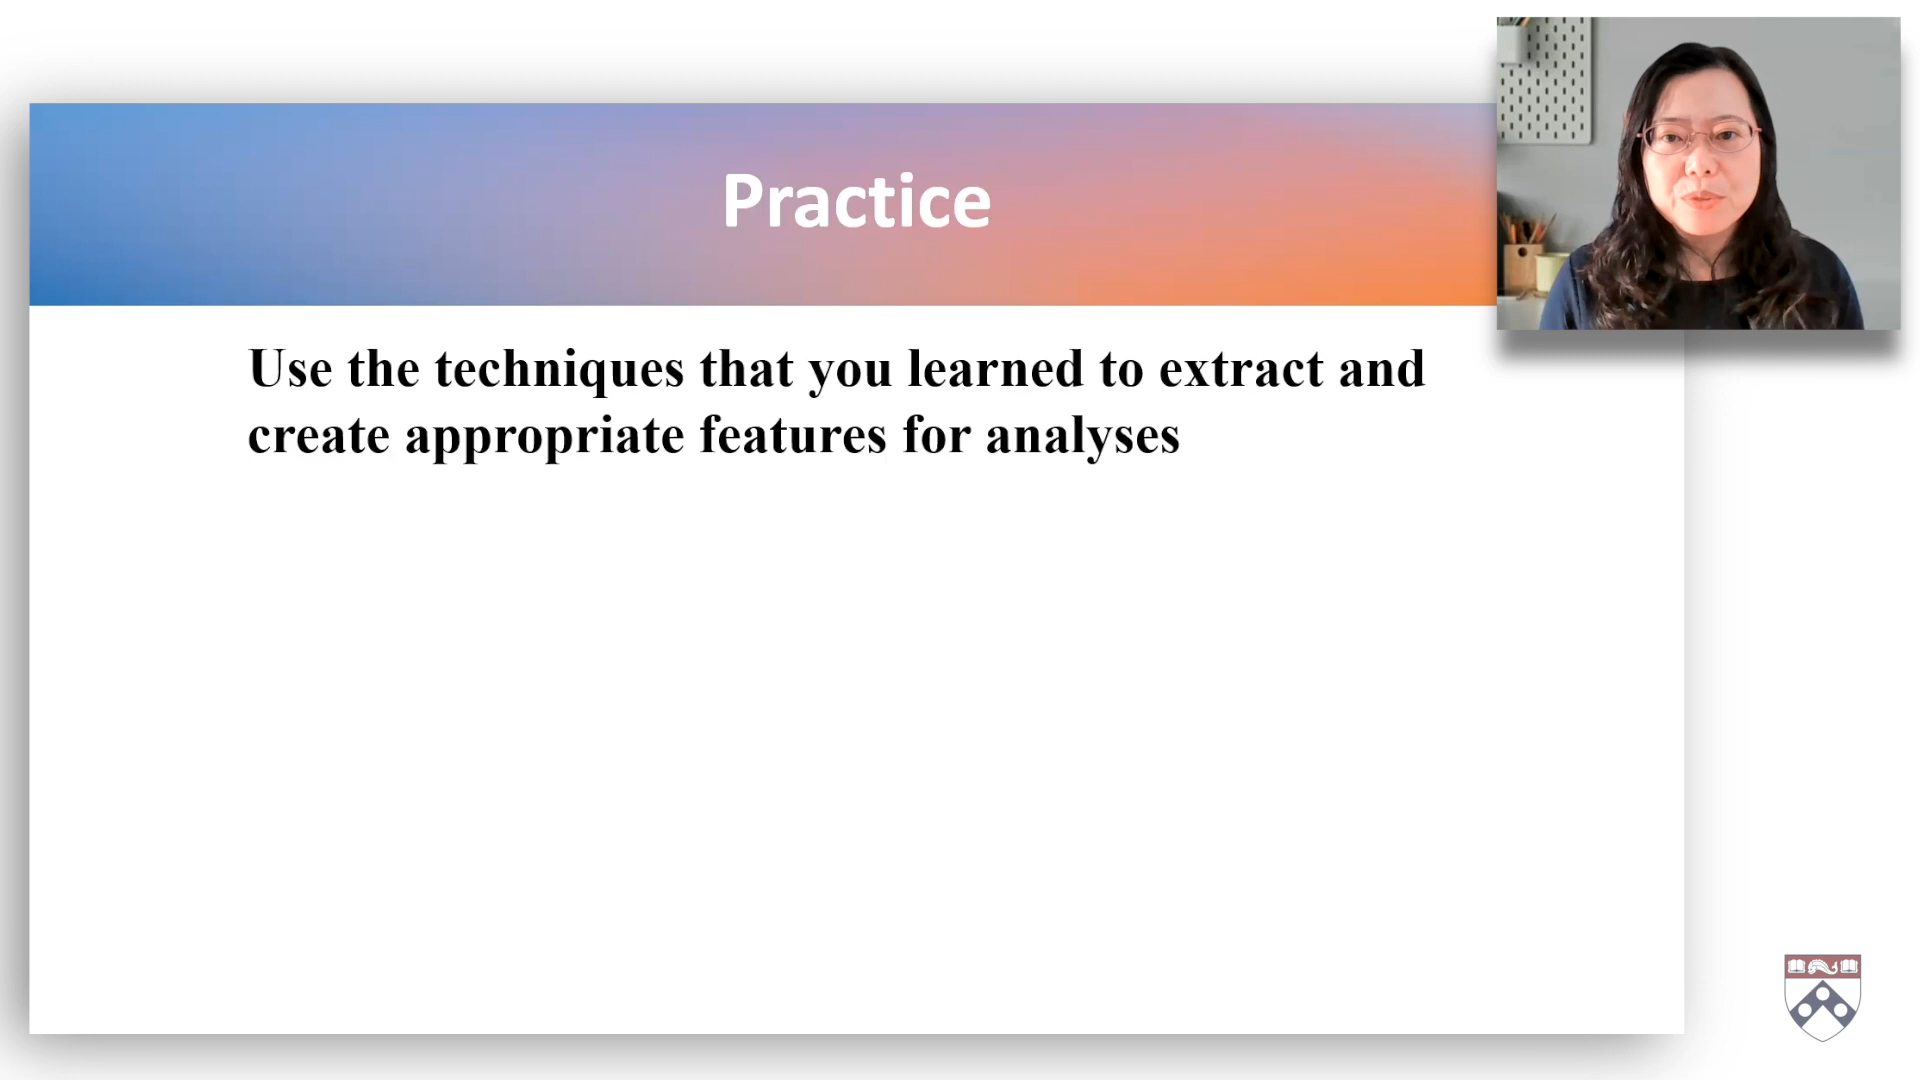 Practice
Use the techniques that you learned to extract and
create appropriate features for analyses